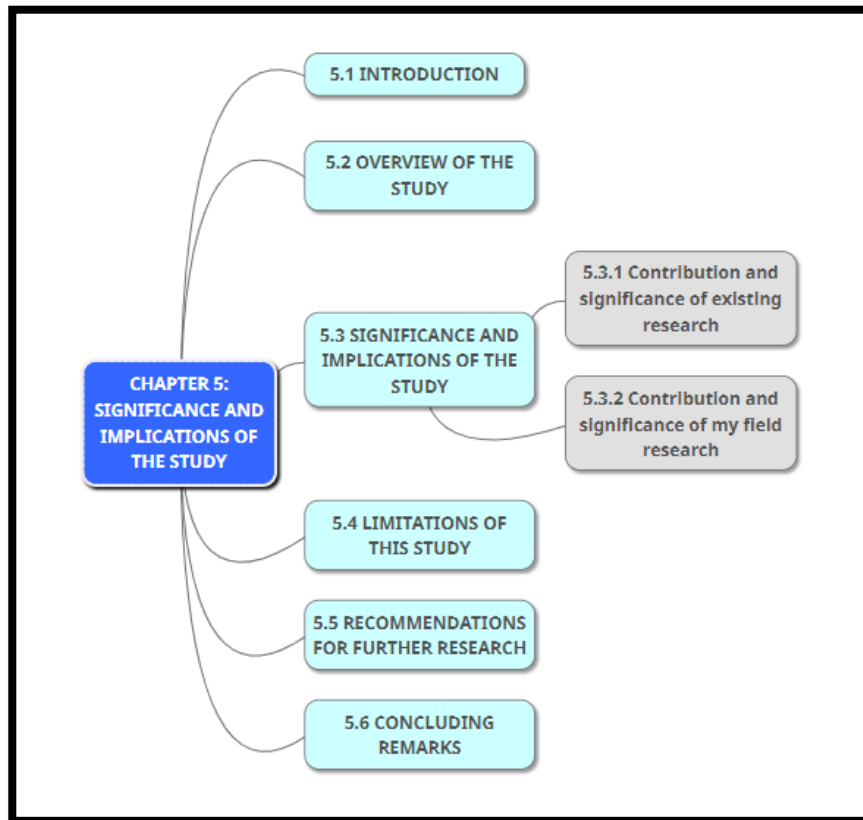 5.1 INTRODUCTION
5.2 OVERVIEW OF THE
STUDY
5.3 SIGNIFICANCE AND
IMPLICATIONS OF THE
STUDY
5.3.1 Contribution and
significance of existing
research
5.3.2 Contribution and
significance of my field
research
CHAPTER 5:
SIGNIFICANCE AND
IMPLICATIONS OF
THE STUDY
5.4 LIMITATIONS OF
THIS STUDY
5.5 RECOMMENDATIONS
FOR FURTHER RESEARCH
5.6 CONCLUDING
REMARKS